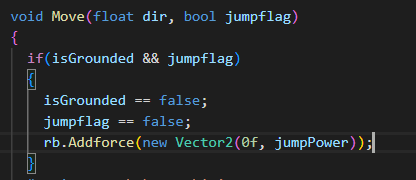 void Move(float dir, bool jumpflag)
{
if(isGrounded && jumpflag)
{
isGrounded == false;
jumpflag == false;
rb.Addforce(new Vector2(0f, jumpPower));
}